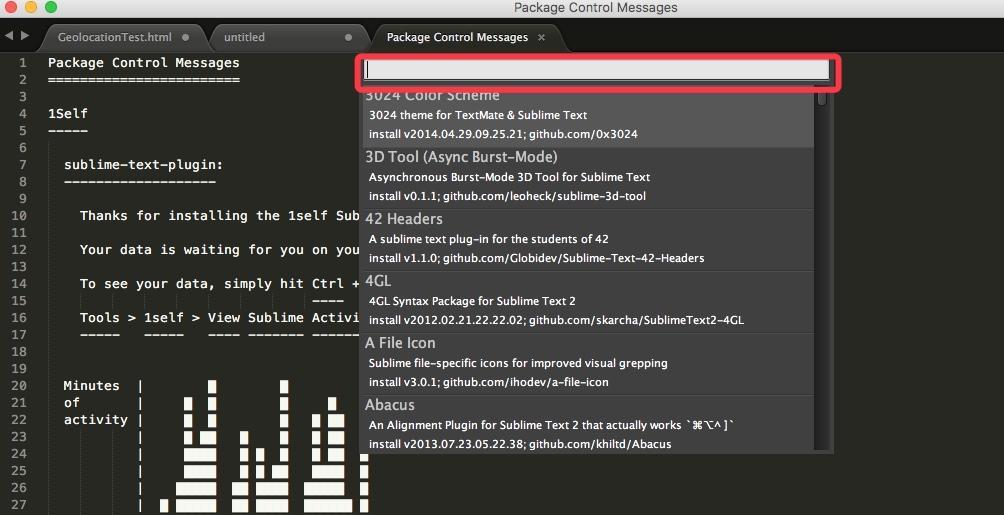 Package Control Messages
GeolocationTest.html
untitled
Package Control Messages ×
1 Package Control Messages
2 ========================
3
4 1Self
5 -----
6
7 sublime-text-plugin:
8 -------------------
9
10 Thanks for installing the 1self Sub
11
12 Your data is waiting for you on you
13
14 To see your data, simply hit Ctrl +
15 ----
16 Tools > 1self > View Sublime Activi
17 ----- ----- ---- ------- ------
18
19
20 Minutes |
21 of |
22 activity |
23 |
24 |
25 |
26 |
27 |
3024 Color Scheme
3024 theme for TextMate & Sublime Text
install v2014.04.29.09.25.21; github.com/0x3024
3D Tool (Async Burst-Mode)
Asynchronous Burst-Mode 3D Tool for Sublime Text
install v0.1.1; github.com/leoheck/sublime-3d-tool
42 Headers
A sublime text plug-in for the students of 42
install v1.1.0; github.com/Globidev/Sublime-Text-42-Headers
4GL
4GL Syntax Package for Sublime Text 2
install v2012.02.21.22.22.02; github.com/skarcha/SublimeText2-4GL
A File Icon
Sublime file-specific icons for improved visual grepping
install v3.0.1; github.com/ihodev/a-file-icon
Abacus
An Alignment Plugin for Sublime Text 2 that actually works `⌘⌥^]`
install v2013.07.23.05.22.38; github.com/khiltd/Abacus